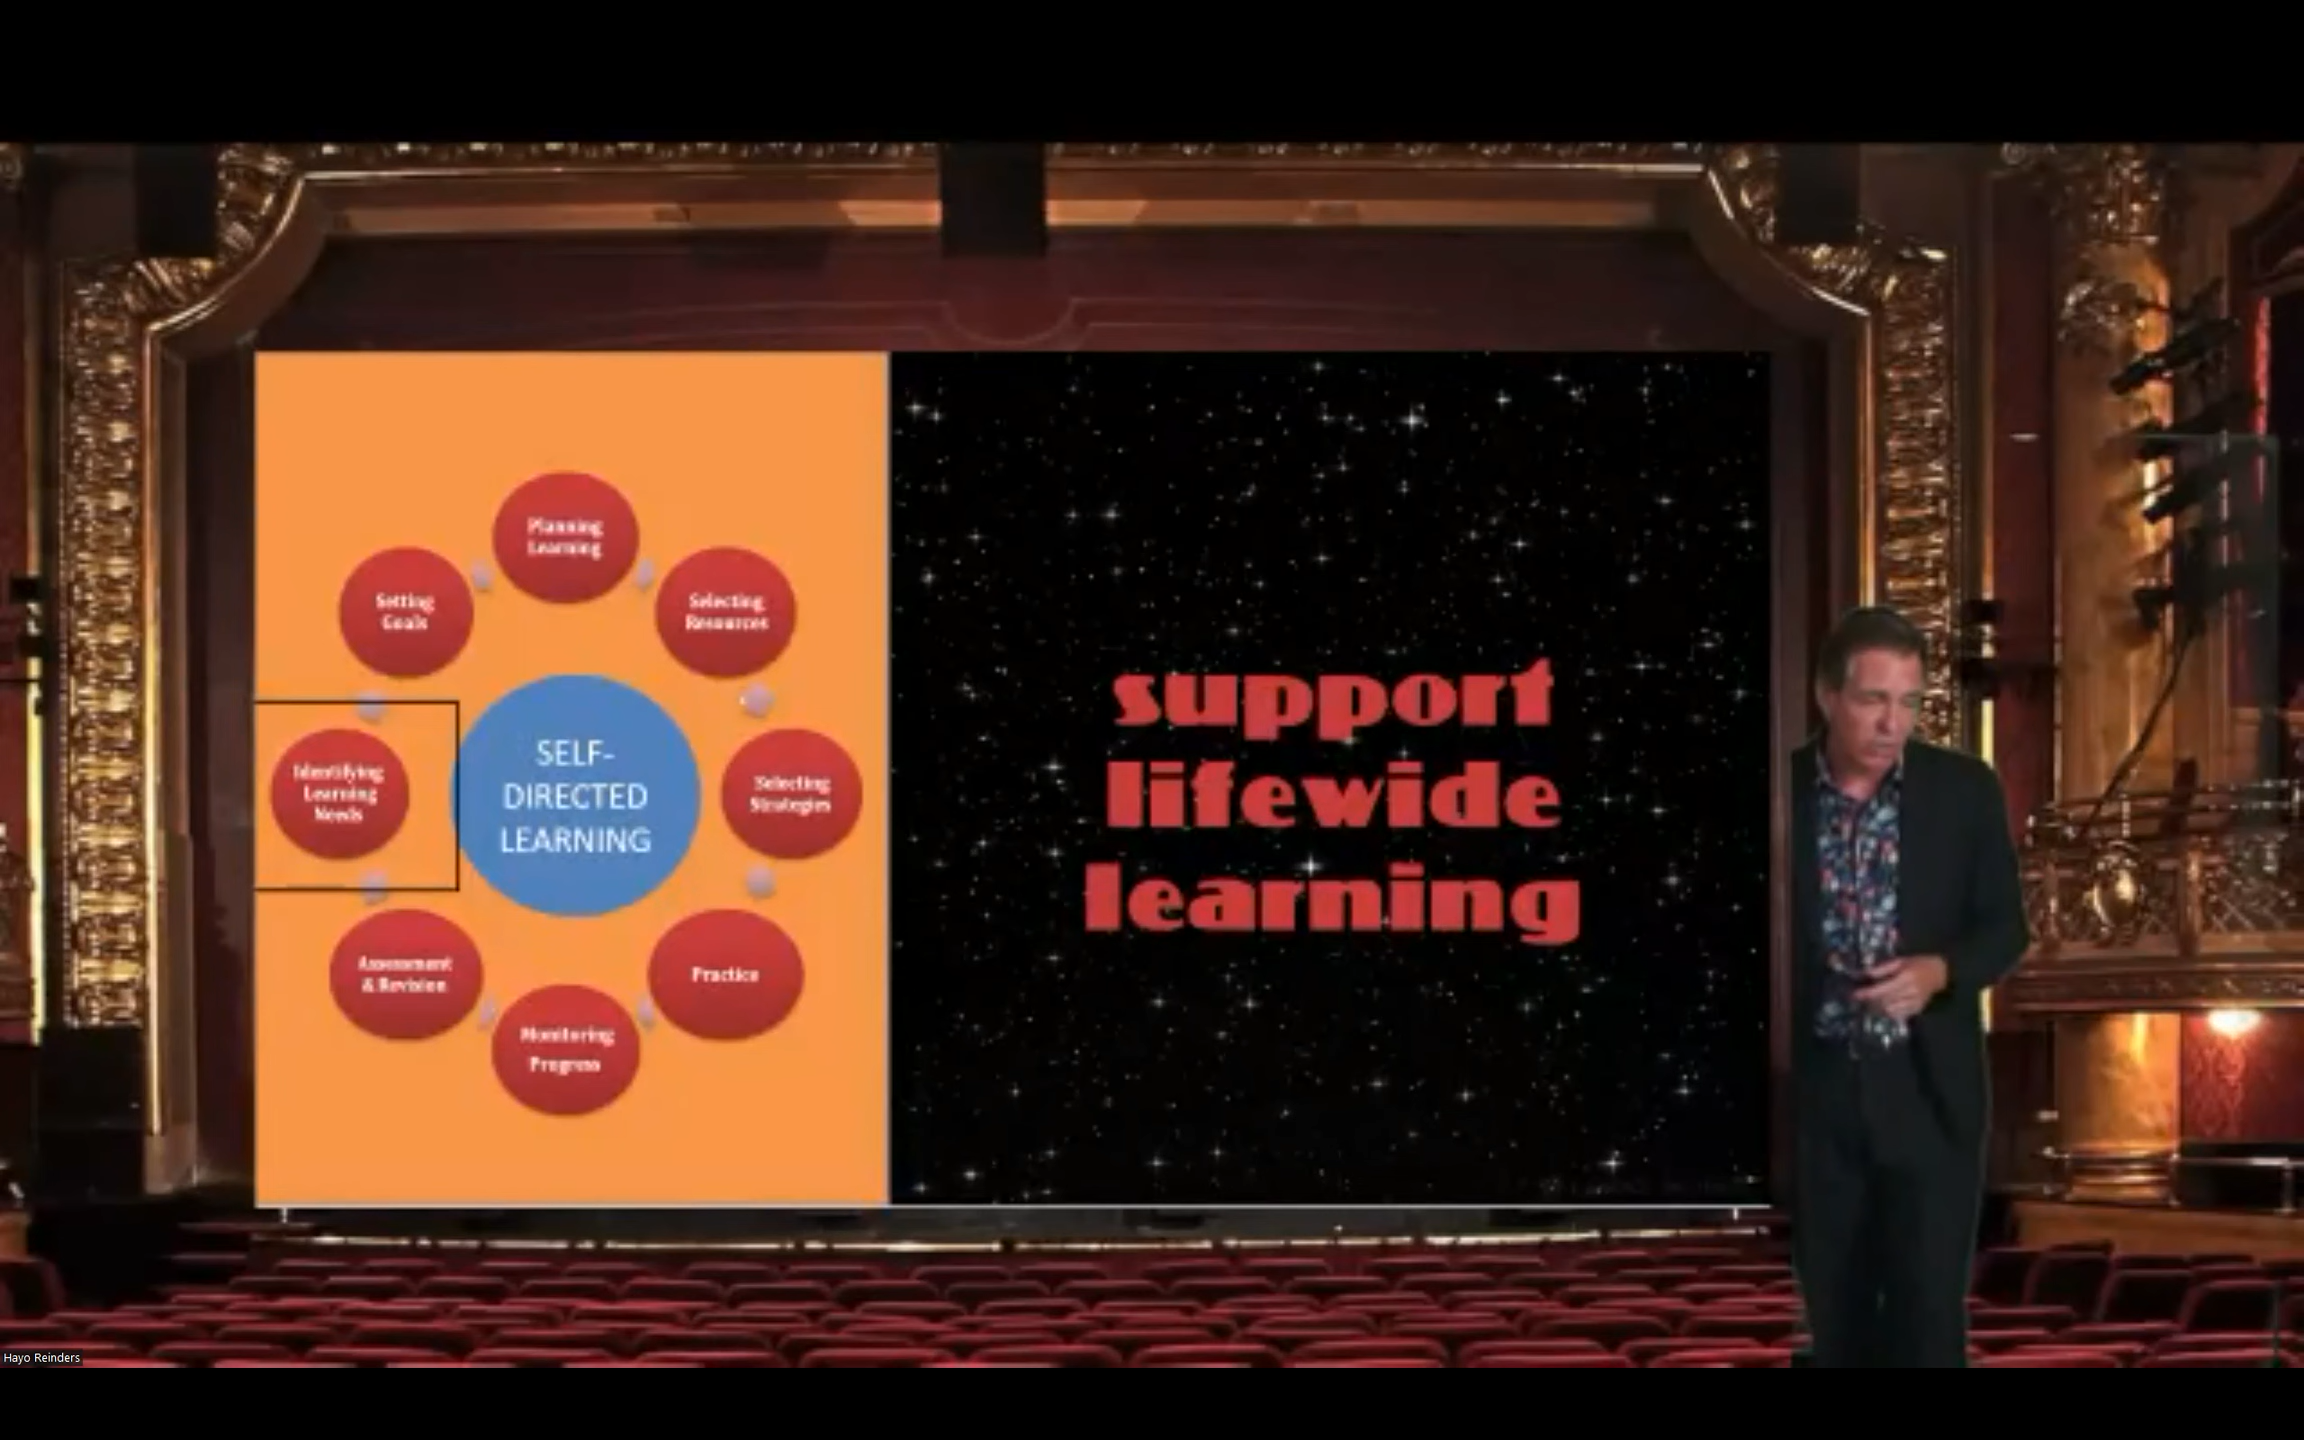 Planning
Learning
Setting
Goals
Selecting
Resources
SELF-
DIRECTED
LEARNING
Identifying
Learning
Needs
Selecting
Strategies
Assessment
& Revision
Practice
Monitoring
Progress
support
lifewide
learning
Hayo Reinders